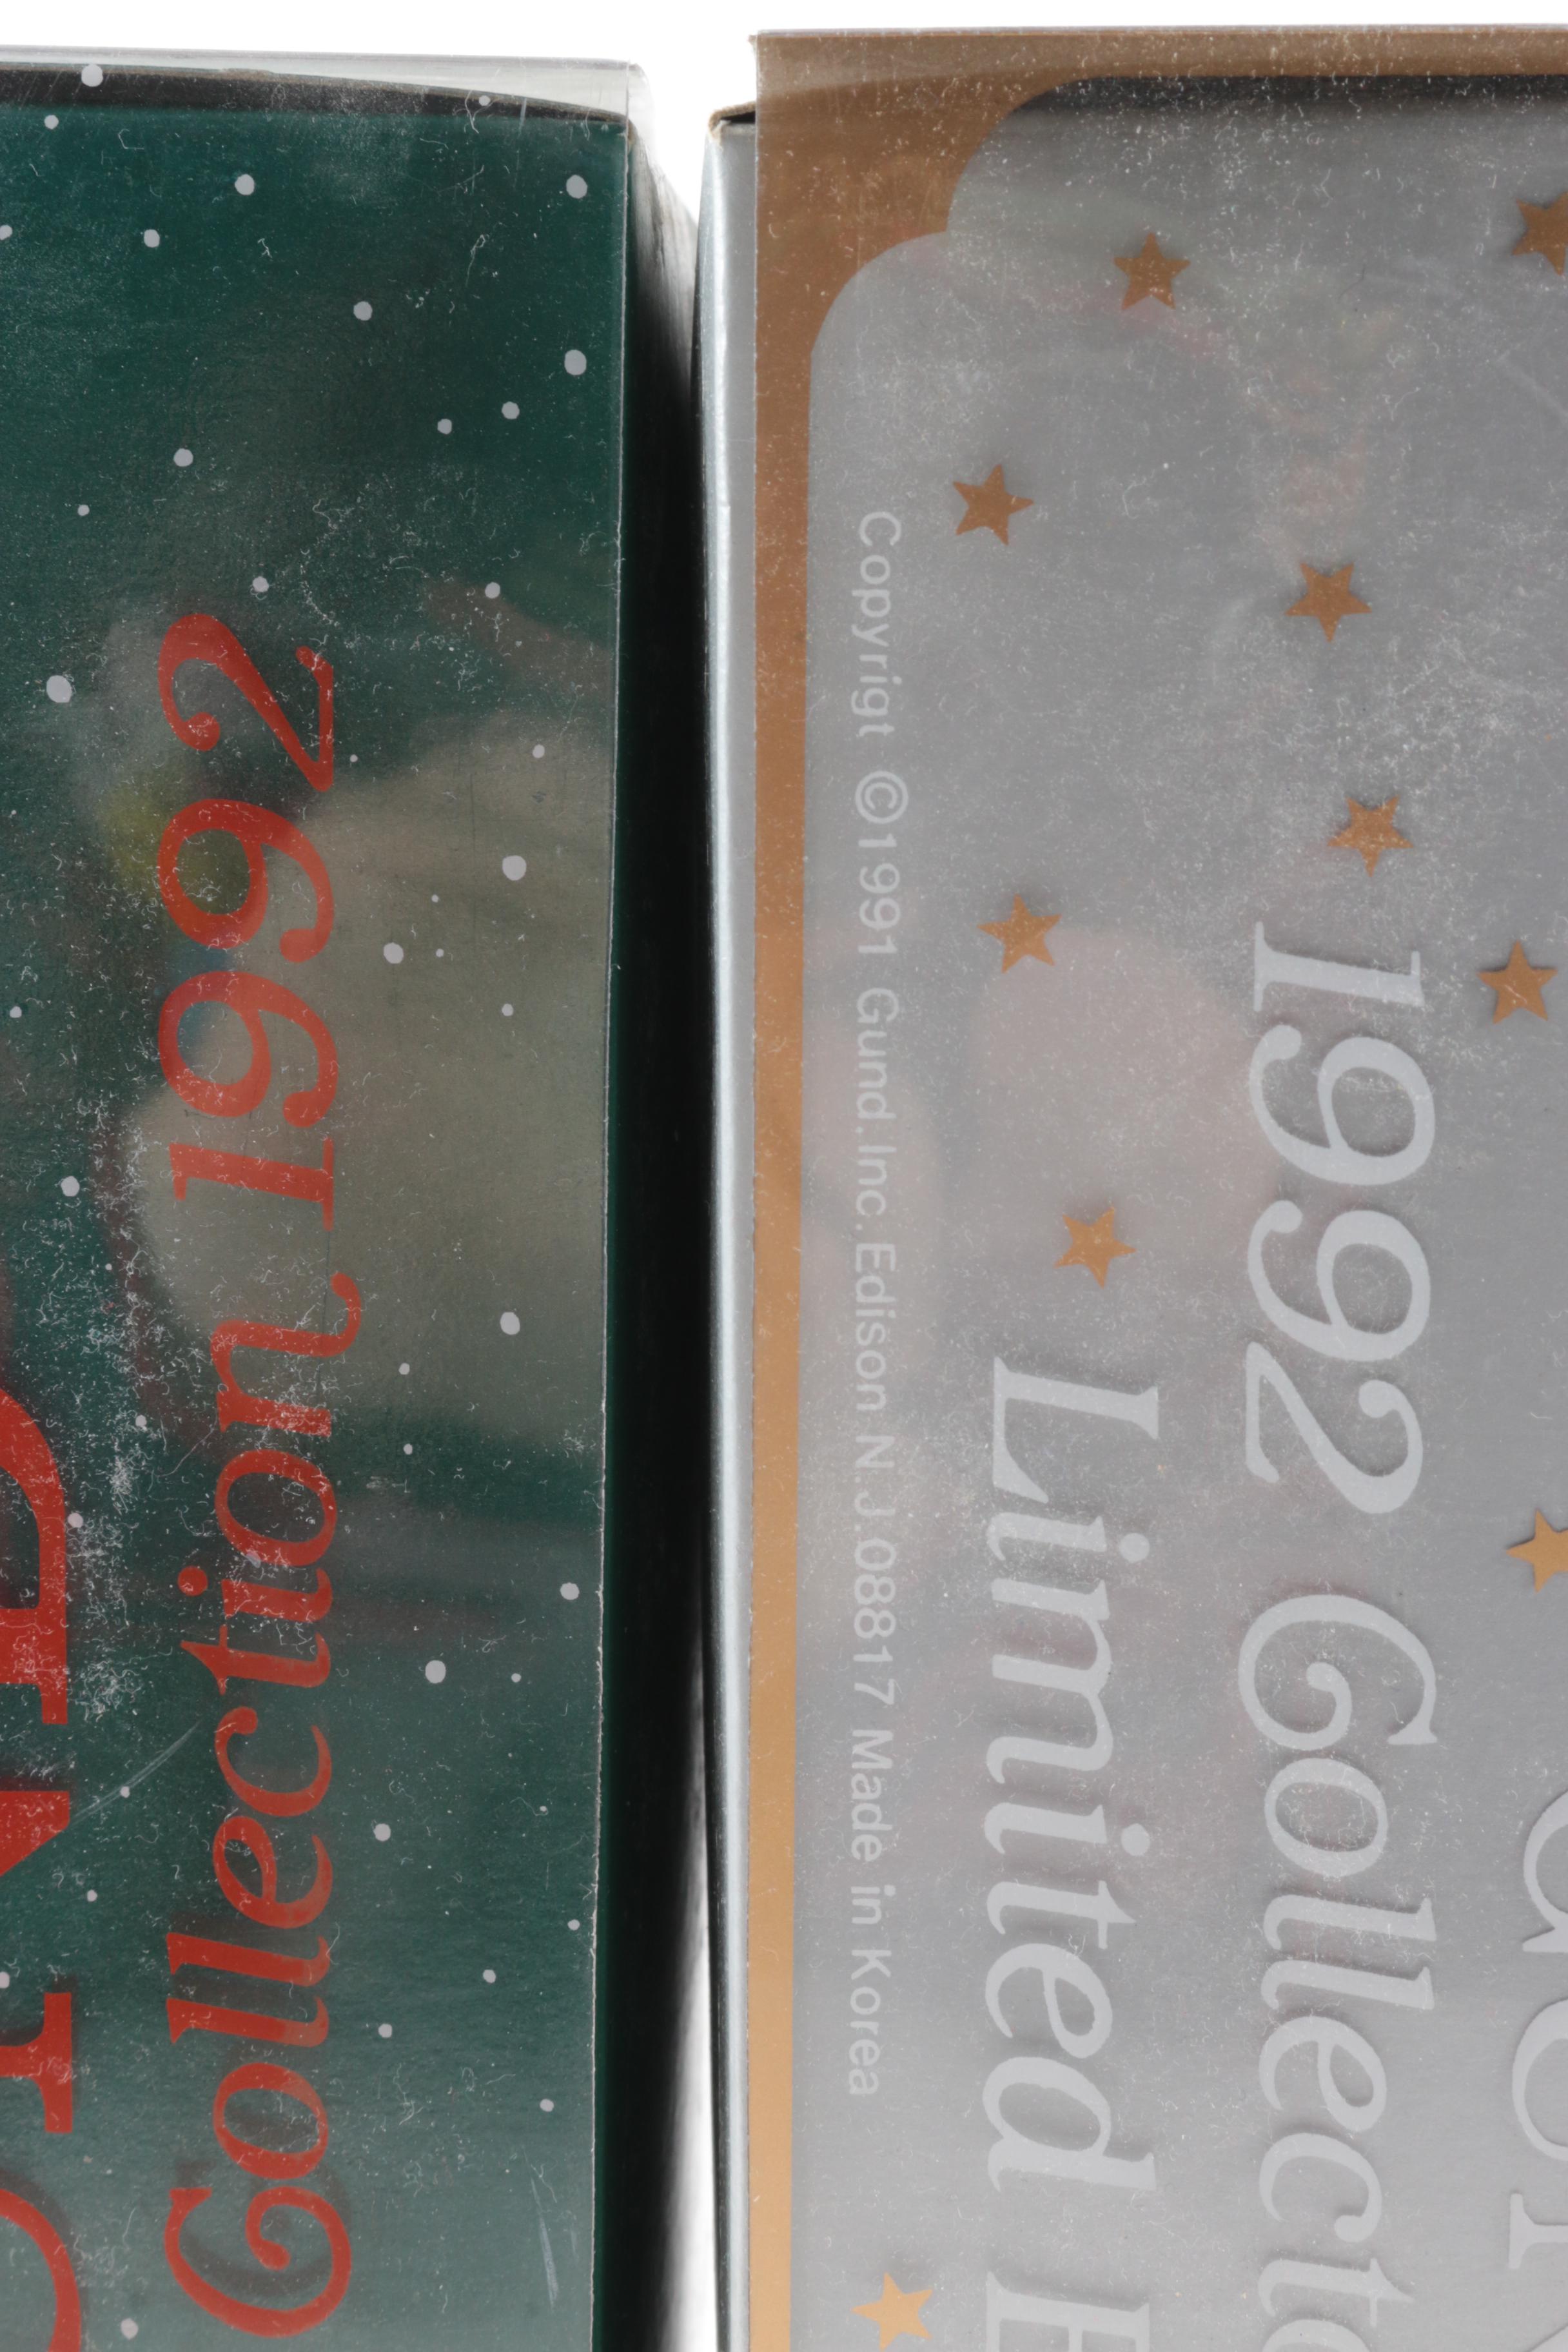 Collection 1992
1992 Collect
Limited E
Copyrigt ©1991 Gund.Inc.Edison N.J.08817 Made in Korea